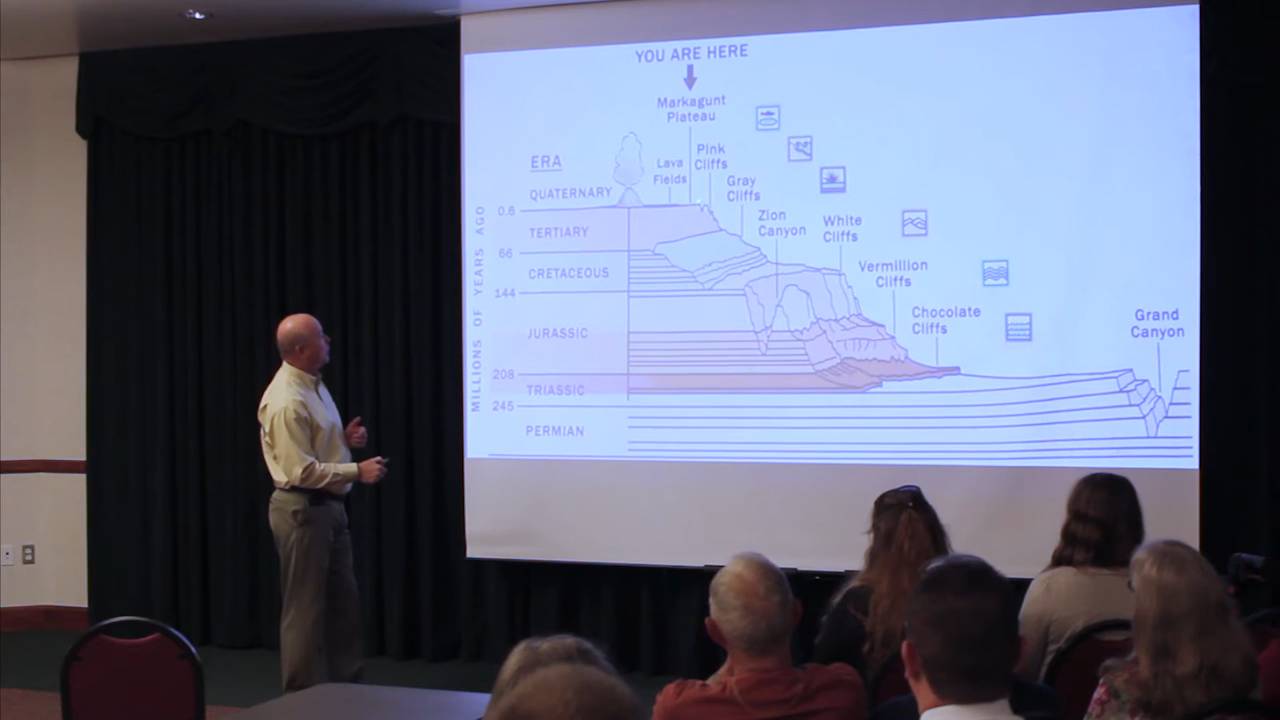 YOU ARE HERE
Markagunt
Plateau
Pink
Cliffs
Lava
Fields
ERA
Gray
Cliffs
QUATERNARY
0.6
Zion
Canyon
White
Cliffs
TERTIARY
66
Vermillion
Cliffs
CRETACEOUS
144
Chocolate
Cliffs
Grand
Canyon
JURASSIC
208
TRIASSIC
245
PERMIAN
MILLIONS OF YEARS AGO